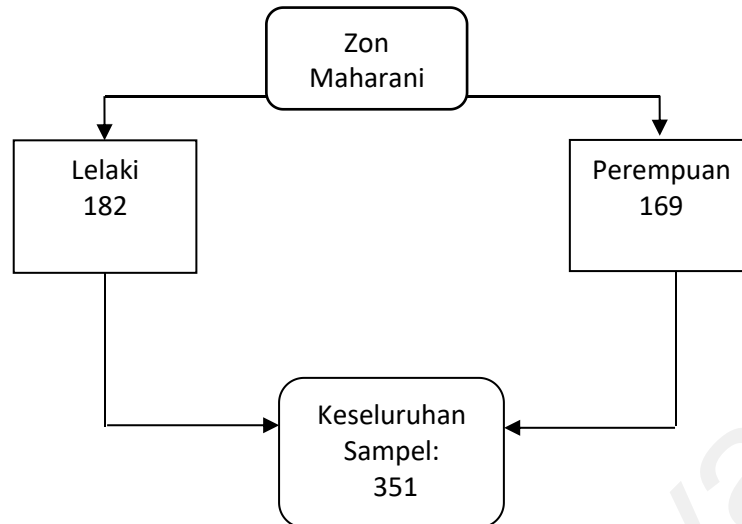 Zon
Maharani
Lelaki
182
Perempuan
169
Keseluruhan
Sampel:
351